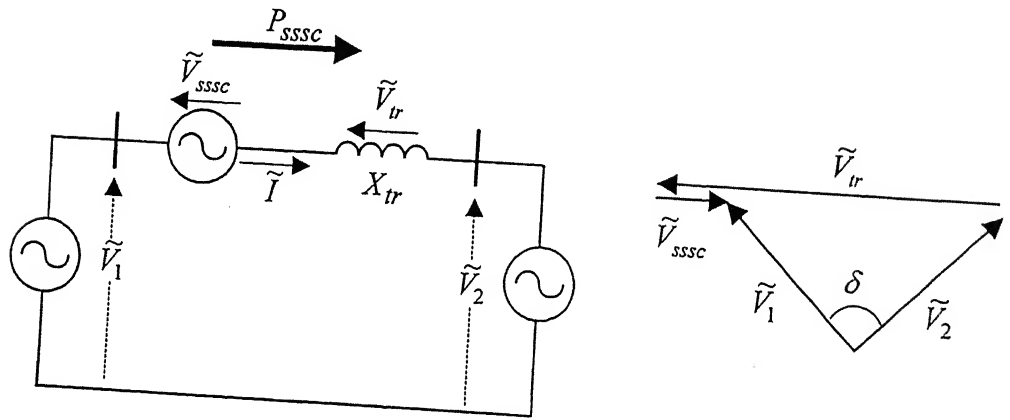 P_sssc
Ṽ_sssc
Ṽ_tr
Ĩ
X_tr
Ṽ_1
Ṽ_2
Ṽ_tr
Ṽ_sssc
Ṽ_1
δ
Ṽ_2